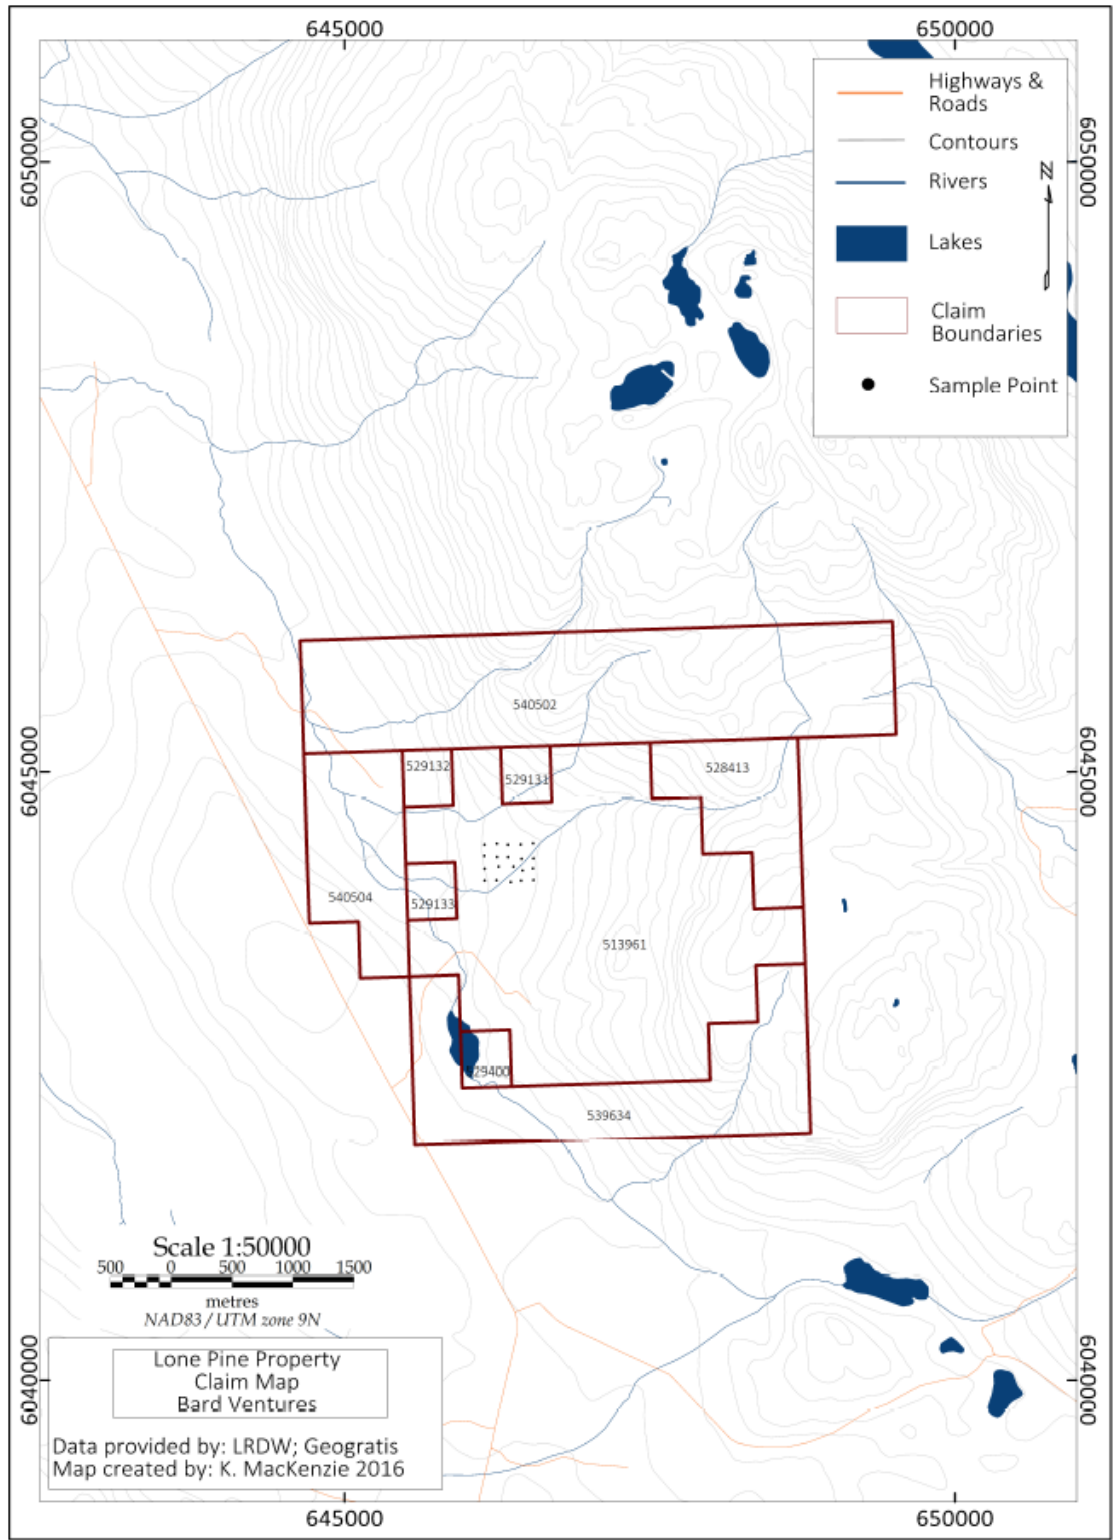 645000
650000
6050000
6050000
Highways &
Roads
Contours
Rivers
N
Lakes
Claim
Boundaries
Sample Point
540502
6045000
6045000
529132
529131
528413
540504
529133
513961
529400
539634
Scale 1:50000
500 0 500 1000 1500
metres
NAD83 / UTM zone 9N
6040000
6040000
Lone Pine Property
Claim Map
Bard Ventures
Data provided by: LRDW; Geogratis
Map created by: K. MacKenzie 2016
645000
650000